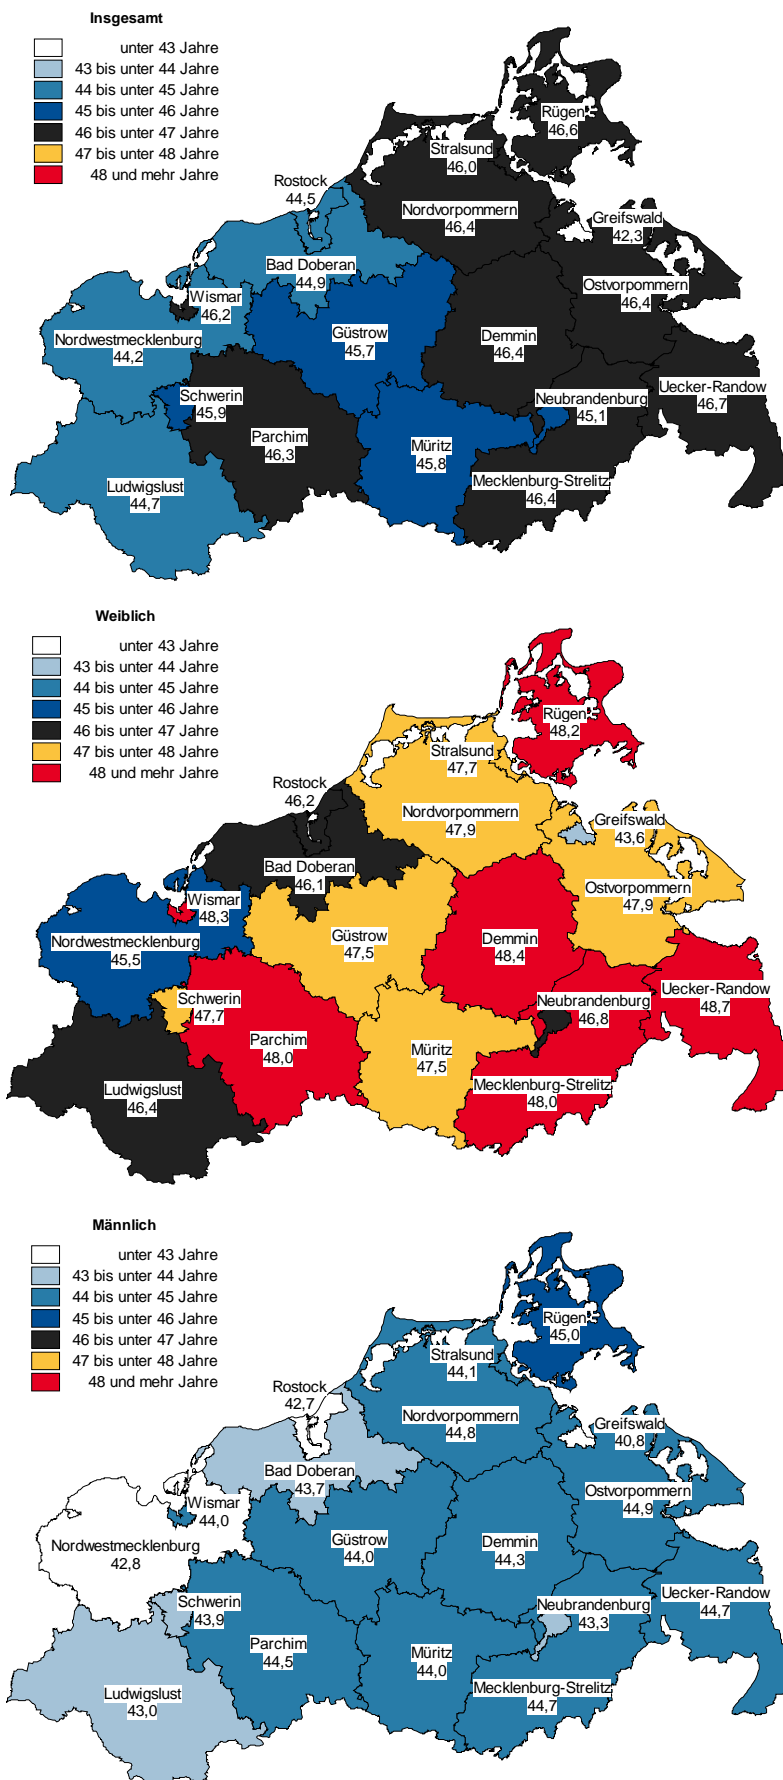 Insgesamt
unter 43 Jahre
43 bis unter 44 Jahre
44 bis unter 45 Jahre
45 bis unter 46 Jahre
46 bis unter 47 Jahre
47 bis unter 48 Jahre
48 und mehr Jahre
Rügen
46,6
Stralsund
46,0
Rostock
44,5
Nordvorpommern
46,4
Greifswald
42,3
Bad Doberan
44,9
Ostvorpommern
46,4
Wismar
46,2
Nordwestmecklenburg
44,2
Güstrow
45,7
Demmin
46,4
Uecker-Randow
46,7
Schwerin
45,9
Neubrandenburg
45,1
Parchim
46,3
Müritz
45,8
Ludwigslust
44,7
Mecklenburg-Strelitz
46,4
Weiblich
unter 43 Jahre
43 bis unter 44 Jahre
44 bis unter 45 Jahre
45 bis unter 46 Jahre
46 bis unter 47 Jahre
47 bis unter 48 Jahre
48 und mehr Jahre
Rügen
48,2
Stralsund
47,7
Rostock
46,2
Nordvorpommern
47,9
Greifswald
43,6
Bad Doberan
46,1
Ostvorpommern
47,9
Wismar
48,3
Nordwestmecklenburg
45,5
Güstrow
47,5
Demmin
48,4
Uecker-Randow
48,7
Schwerin
47,7
Neubrandenburg
46,8
Parchim
48,0
Müritz
47,5
Ludwigslust
46,4
Mecklenburg-Strelitz
48,0
Männlich
unter 43 Jahre
43 bis unter 44 Jahre
44 bis unter 45 Jahre
45 bis unter 46 Jahre
46 bis unter 47 Jahre
47 bis unter 48 Jahre
48 und mehr Jahre
Rügen
45,0
Stralsund
44,1
Rostock
42,7
Nordvorpommern
44,8
Greifswald
40,8
Bad Doberan
43,7
Ostvorpommern
44,9
Wismar
44,0
Nordwestmecklenburg
42,8
Güstrow
44,0
Demmin
44,3
Uecker-Randow
44,7
Schwerin
43,9
Neubrandenburg
43,3
Parchim
44,5
Müritz
44,0
Ludwigslust
43,0
Mecklenburg-Strelitz
44,7